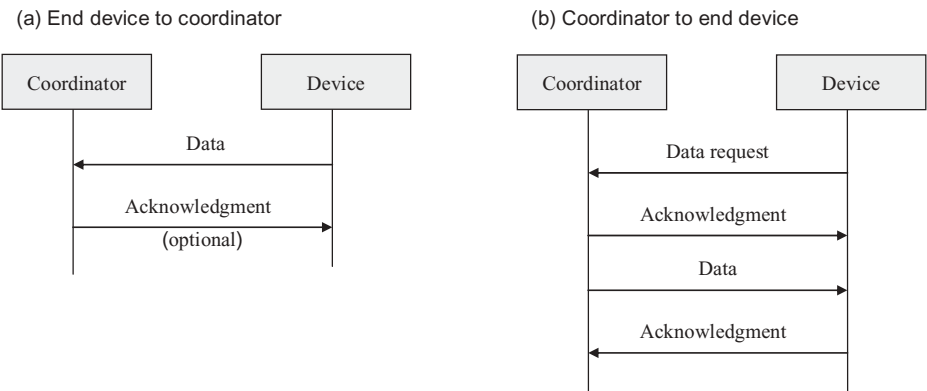 (a) End device to coordinator
Coordinator
Device
Data
Acknowledgment
(optional)
(b) Coordinator to end device
Coordinator
Device
Data request
Acknowledgment
Data
Acknowledgment